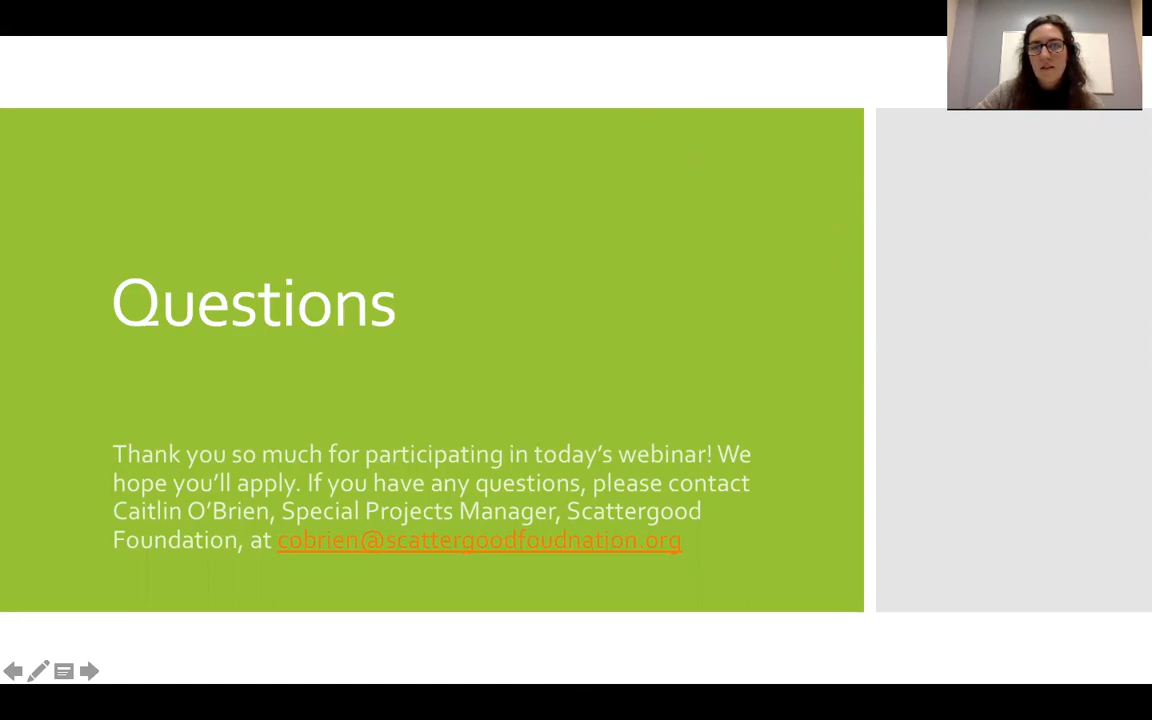 Questions
Thank you so much for participating in today’s webinar! We
hope you’ll apply. If you have any questions, please contact
Caitlin O’Brien, Special Projects Manager, Scattergood
Foundation, at cobrien@scattergoodfoudnation.org